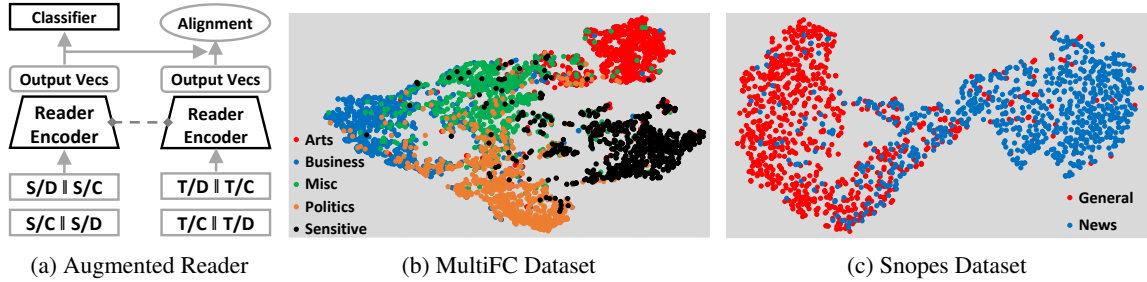 Classifier
Alignment
Output Vecs
Output Vecs
Reader
Encoder
Reader
Encoder
S/D ‖ S/C
T/D ‖ T/C
S/C ‖ S/D
T/C ‖ T/D
(a) Augmented Reader
Arts
Business
Misc
Politics
Sensitive
(b) MultiFC Dataset
General
News
(c) Snopes Dataset